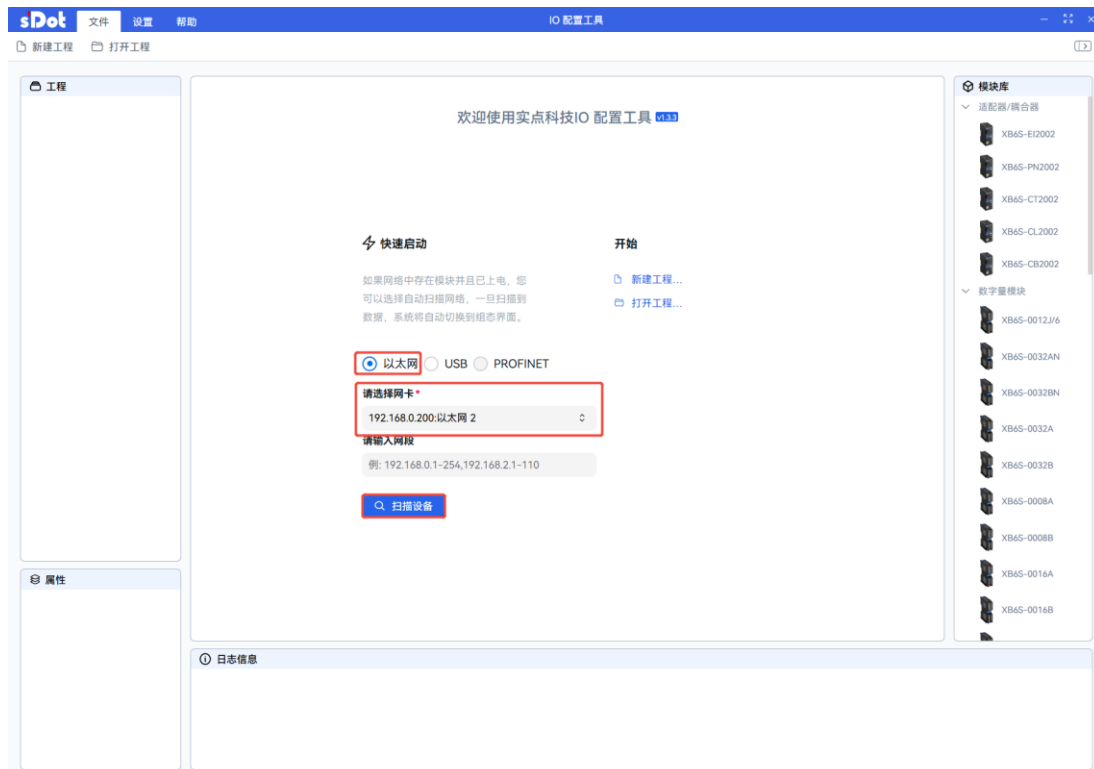 sDot 文件 设置 帮助 IO 配置工具
新建工程 打开工程
工程
属性
欢迎使用实点科技IO 配置工具 v1.3.3
快速启动
如果网络中存在模块并且已上电，您
可以选择自动扫描网络，一旦扫描到
数据，系统将自动切换到组态界面。
以太网 USB PROFINET
请选择网卡*
192.168.0.200:以太网 2
请输入网段
例: 192.168.0.1-254,192.168.2.1-110
扫描设备
开始
新建工程...
打开工程...
日志信息
模块库
适配器/耦合器
XB6S-EI2002
XB6S-PN2002
XB6S-CT2002
XB6S-CL2002
XB6S-CB2002
数字量模块
XB6S-0012J/6
XB6S-0032AN
XB6S-0032BN
XB6S-0032A
XB6S-0032B
XB6S-0008A
XB6S-0008B
XB6S-0016A
XB6S-0016B